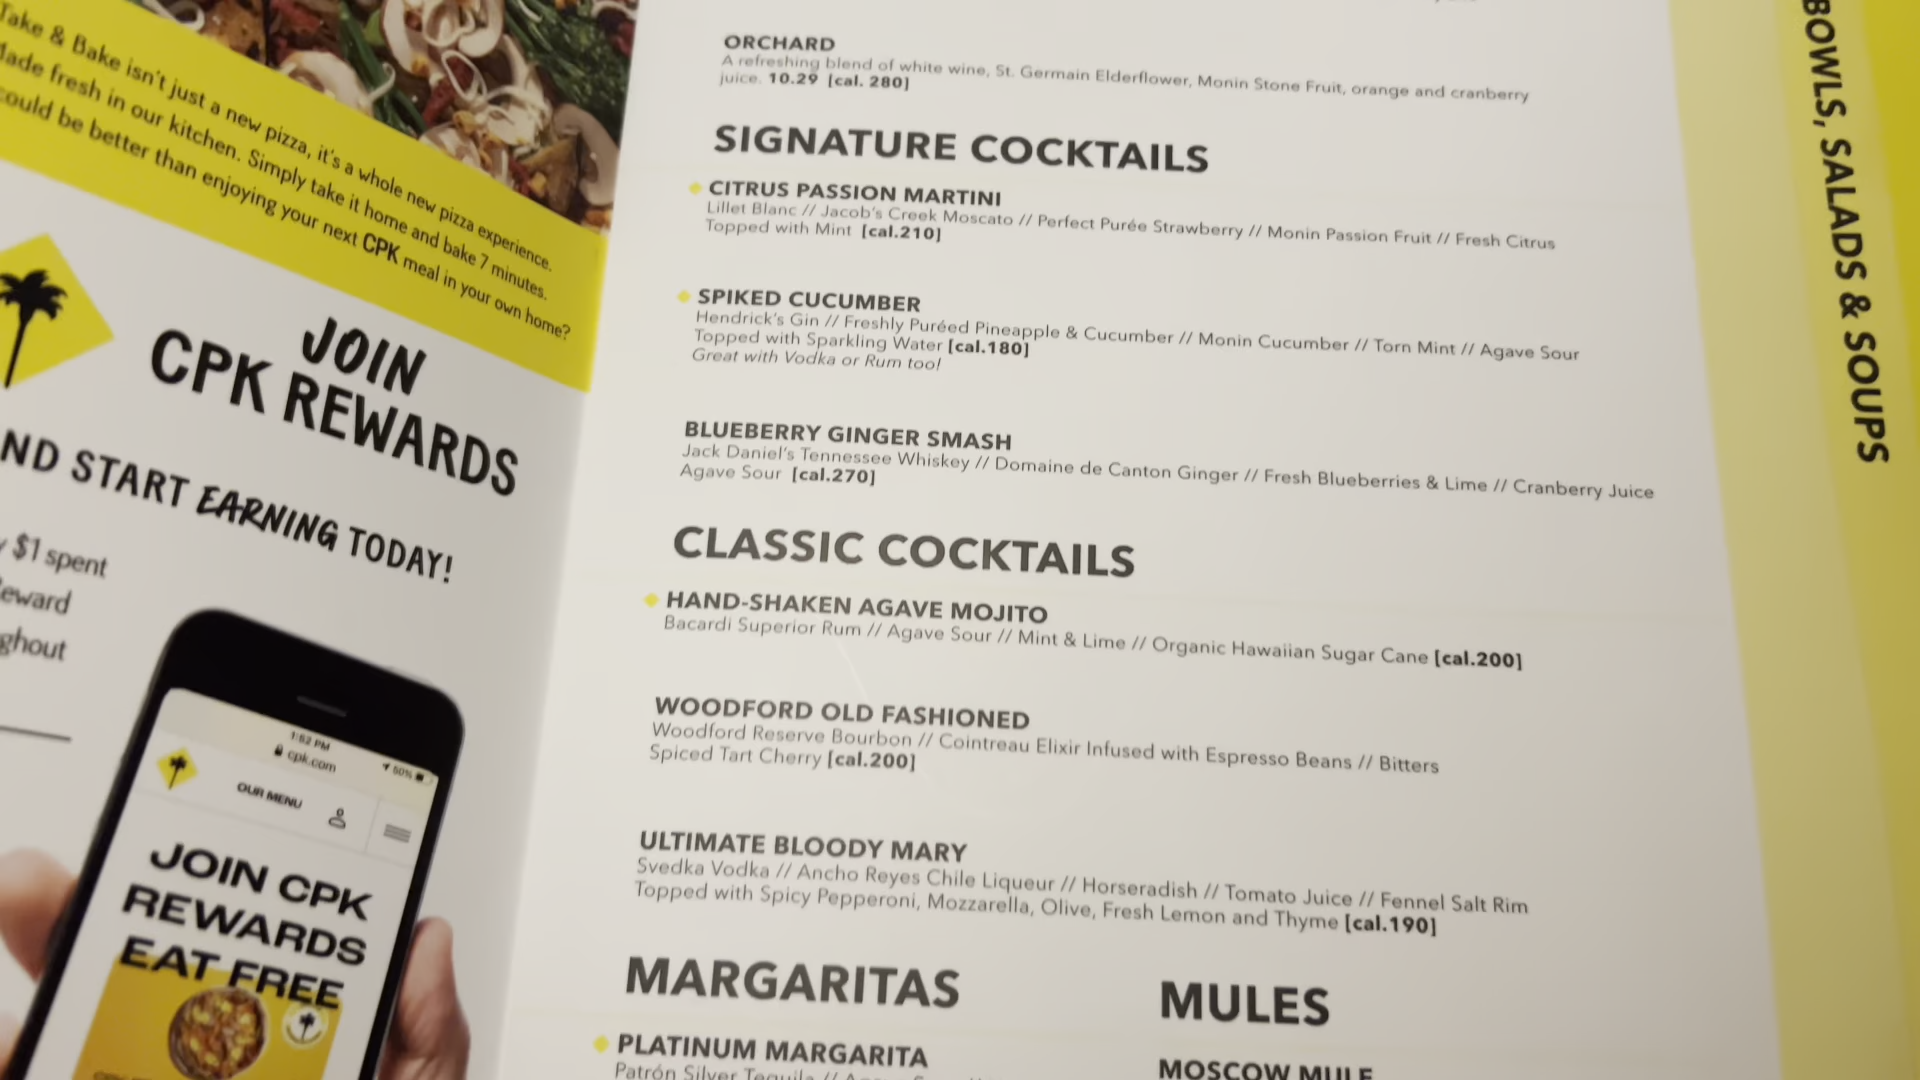 Take & Bake isn't just a new pizza, it's a whole new pizza experience.
Made fresh in our kitchen. Simply take it home and bake 7 minutes.
could be better than enjoying your next CPK meal in your own home?
JOIN
CPK REWARDS
ND START EARNING TODAY!
$1 spent
eward
ghout
1:52 PM
cpk.com
50%
OUR MENU
JOIN CPK
REWARDS
EAT FREE
ORCHARD
A refreshing blend of white wine, St. Germain Elderflower, Monin Stone Fruit, orange and cranberry
juice. 10.29 [cal. 280]
SIGNATURE COCKTAILS
CITRUS PASSION MARTINI
Lillet Blanc // Jacob's Creek Moscato // Perfect Purée Strawberry // Monin Passion Fruit // Fresh Citrus
Topped with Mint [cal.210]
SPIKED CUCUMBER
Hendrick's Gin // Freshly Puréed Pineapple & Cucumber // Monin Cucumber // Torn Mint // Agave Sour
Topped with Sparkling Water [cal.180]
Great with Vodka or Rum too!
BLUEBERRY GINGER SMASH
Jack Daniel's Tennessee Whiskey // Domaine de Canton Ginger // Fresh Blueberries & Lime // Cranberry Juice
Agave Sour [cal.270]
CLASSIC COCKTAILS
HAND-SHAKEN AGAVE MOJITO
Bacardi Superior Rum // Agave Sour // Mint & Lime // Organic Hawaiian Sugar Cane [cal.200]
WOODFORD OLD FASHIONED
Woodford Reserve Bourbon // Cointreau Elixir Infused with Espresso Beans // Bitters
Spiced Tart Cherry [cal.200]
ULTIMATE BLOODY MARY
Svedka Vodka // Ancho Reyes Chile Liqueur // Horseradish // Tomato Juice // Fennel Salt Rim
Topped with Spicy Pepperoni, Mozzarella, Olive, Fresh Lemon and Thyme [cal.190]
MARGARITAS
PLATINUM MARGARITA
Patrón Silver Tequila //
MULES
MOSCOW MULE
BOWLS, SALADS & SOUPS